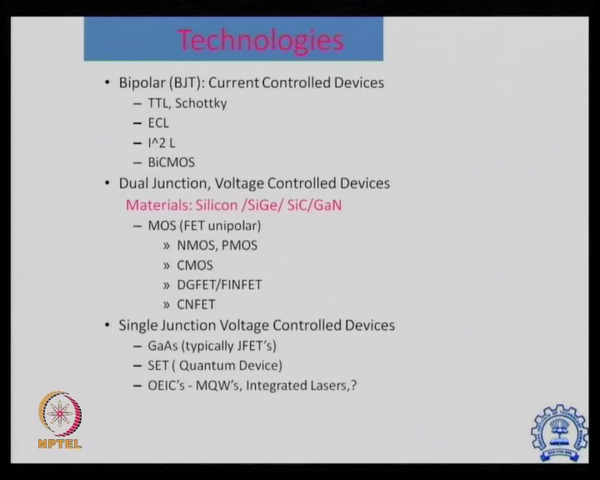 Technologies
• Bipolar (BJT): Current Controlled Devices
– TTL, Schottky
– ECL
– I^2 L
– BiCMOS
• Dual Junction, Voltage Controlled Devices
Materials: Silicon /SiGe/ SiC/GaN
– MOS (FET unipolar)
» NMOS, PMOS
» CMOS
» DGFET/FINFET
» CNFET
• Single Junction Voltage Controlled Devices
– GaAs (typically JFET's)
– SET ( Quantum Device)
– OEIC's - MQW's, Integrated Lasers,?
NPTEL